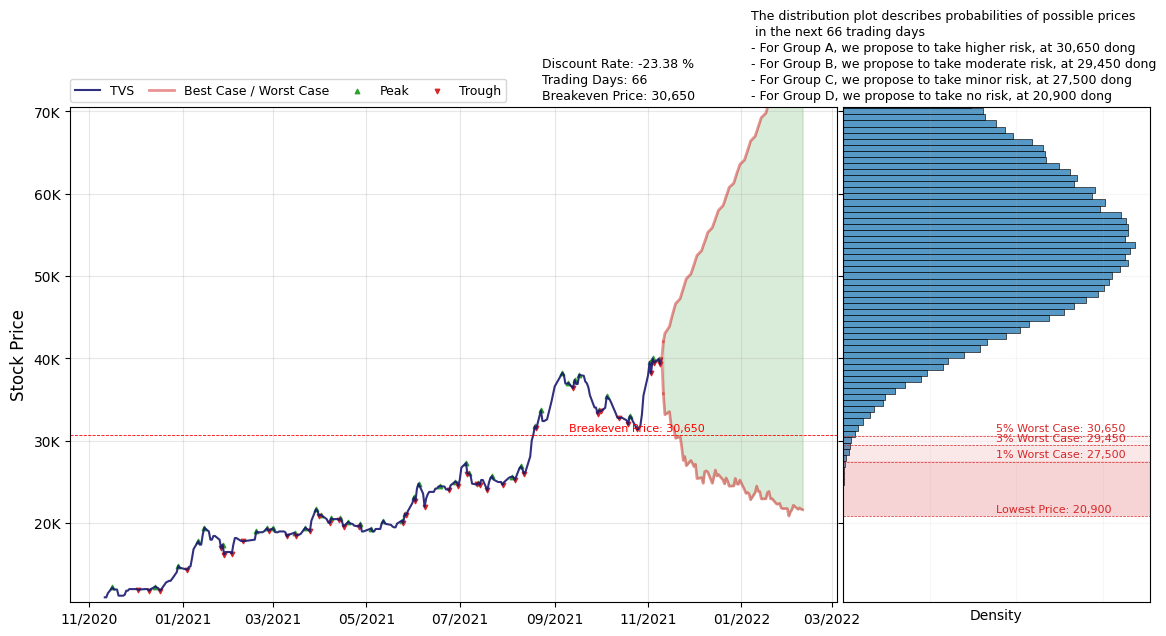 The distribution plot describes probabilities of possible prices
in the next 66 trading days
- For Group A, we propose to take higher risk, at 30,650 dong
- For Group B, we propose to take moderate risk, at 29,450 dong
- For Group C, we propose to take minor risk, at 27,500 dong
- For Group D, we propose to take no risk, at 20,900 dong
Discount Rate: -23.38 %
Trading Days: 66
Breakeven Price: 30,650
TVS
Best Case / Worst Case
Peak
Trough
70K
60K
50K
40K
30K
20K
Stock Price
Breakeven Price: 30,650
5% Worst Case: 30,650
3% Worst Case: 29,450
1% Worst Case: 27,500
Lowest Price: 20,900
11/2020
01/2021
03/2021
05/2021
07/2021
09/2021
11/2021
01/2022
03/2022
Density